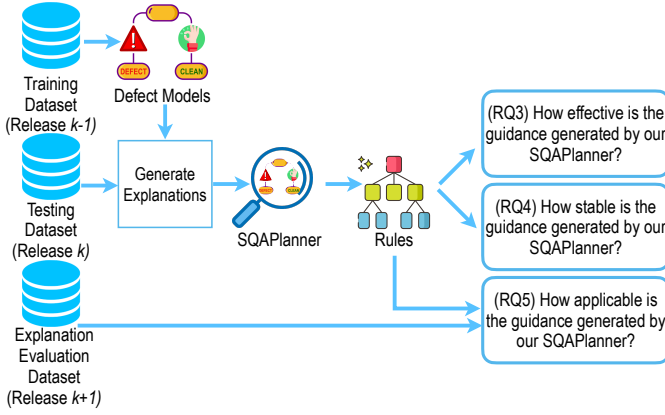 DEFECT
CLEAN
Training
Dataset
(Release k-1)
Defect Models
(RQ3) How effective is the
guidance generated by our
SQAPlanner?
Generate
Explanations
DEFECT
CLEAN
Testing
Dataset
(Release k)
SQAPlanner
Rules
(RQ4) How stable is the
guidance generated by our
SQAPlanner?
(RQ5) How applicable is
the guidance generated by
our SQAPlanner?
Explanation
Evaluation
Dataset
(Release k+1)